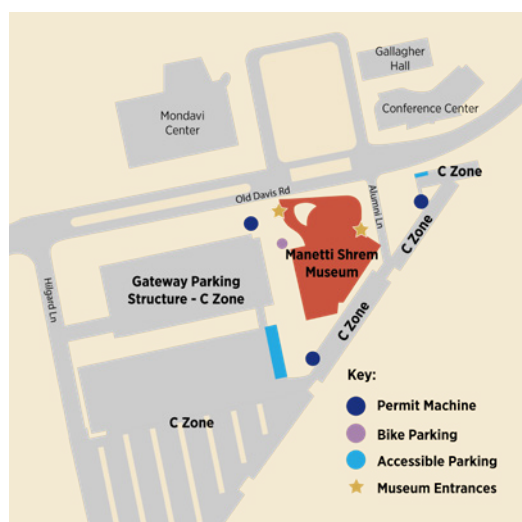 Gallagher
Hall
Mondavi
Center
Conference Center
C Zone
Old Davis Rd
Alumni Ln
C Zone
Manetti Shrem
Museum
Gateway Parking
Structure - C Zone
Hilgard Ln
C Zone
C Zone
Key:
Permit Machine
Bike Parking
Accessible Parking
Museum Entrances